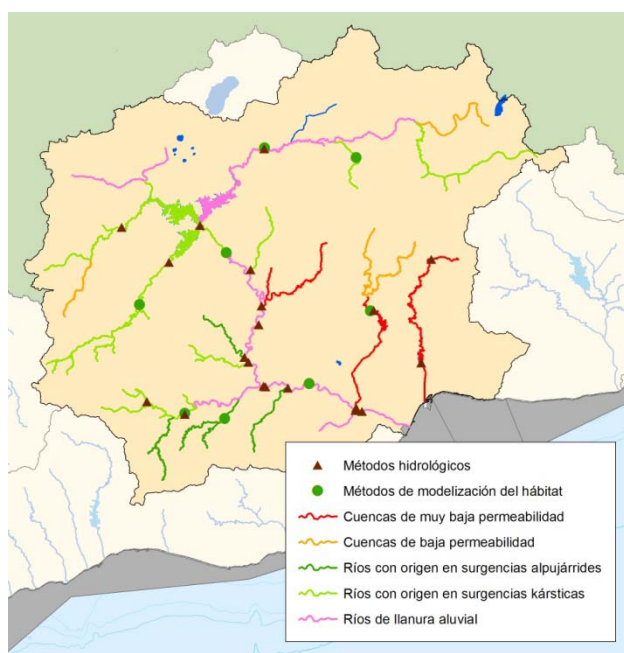 Métodos hidrológicos
Métodos de modelización del hábitat
Cuencas de muy baja permeabilidad
Cuencas de baja permeabilidad
Ríos con origen en surgencias alpujárrides
Ríos con origen en surgencias kársticas
Ríos de llanura aluvial